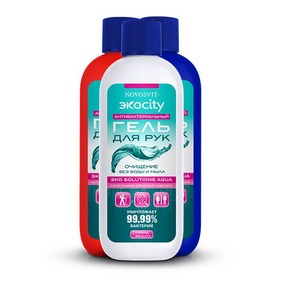 NOVOSVIT
экоcity
АНТИБАКТЕРИАЛЬНЫЙ
ГЕЛЬ
ДЛЯ РУК
ОЧИЩЕНИЕ
БЕЗ ВОДЫ И МЫЛА
ЭКО SOLUTIONS AQUA
УНИЧТОЖАЕТ
99.99%
БАКТЕРИЙ